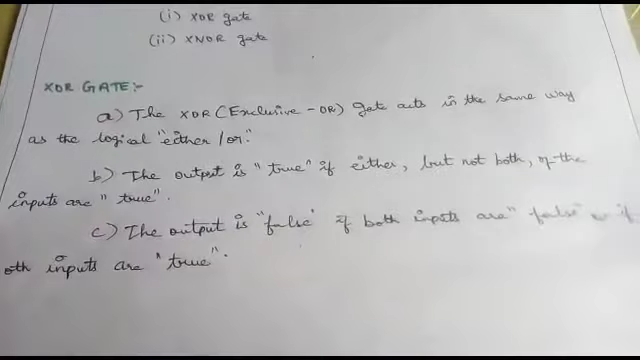 (i) XOR gate
(ii) XNOR gate
XOR GATE:-
a) The XOR (Exclusive-OR) gate acts in the same way
as the logical "either/or."
b) The output is "true" if either, but not both, of the
inputs are "true".
c) The output is "false" if both inputs are "false" or if
oth inputs are "true".